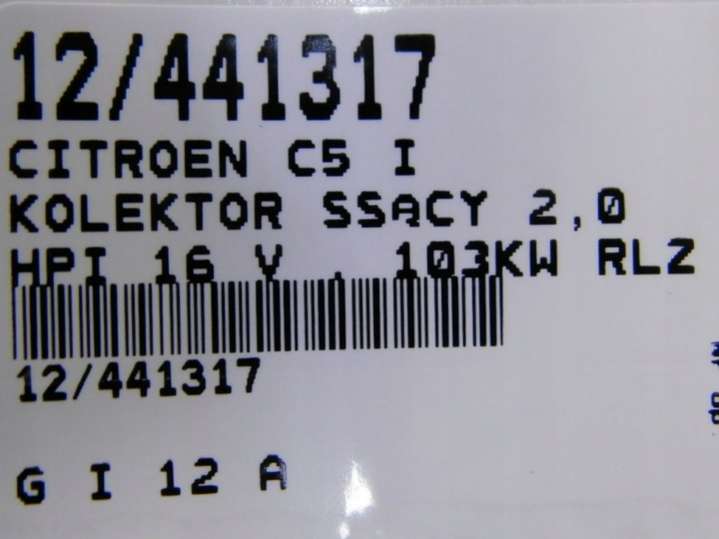 12/441317
CITROEN C5 I
KOLEKTOR SSĄCY 2,0
HPI 16 V . 103KW RLZ
12/441317
G I 12 A